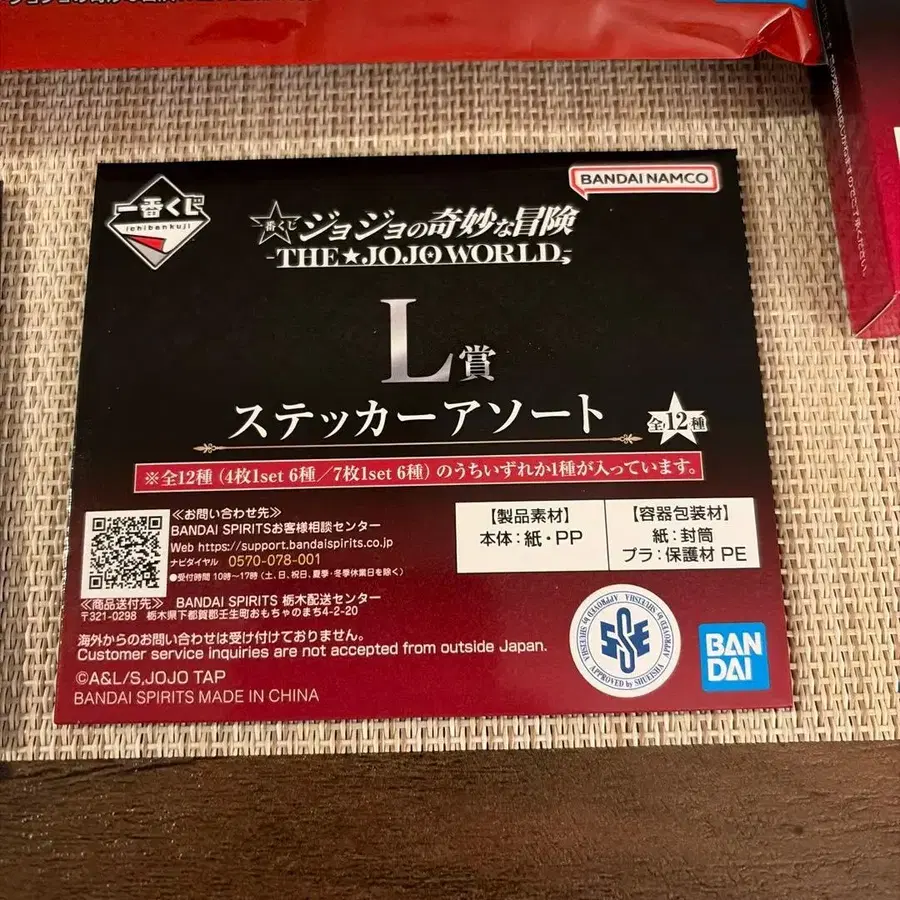 BANDAI NAMCO
一番くじ
ichibankuji
一番くじ ジョジョの奇妙な冒険
-THE★JOJO WORLD-
L賞
ステッカーアソート
全12種
※全12種(4枚1set 6種/7枚1set 6種)のうちいずれか1種が入っています。
≪お問い合わせ先≫
BANDAI SPIRITSお客様相談センター
Web https://support.bandaispirits.co.jp
ナビダイヤル 0570-078-001
●受付時間 10時~17時(土、日、祝日、夏季・冬季休業日を除く)
≪商品送付先≫ BANDAI SPIRITS 栃木配送センター
〒321-0298 栃木県下都賀郡壬生町おもちゃのまち4-2-20
【製品素材】
本体:紙・PP
【容器包装材】
紙:封筒
プラ:保護材 PE
海外からのお問い合わせは受け付けておりません。
Customer service inquiries are not accepted from outside Japan.
©A&L/S,JOJO TAP
BANDAI SPIRITS MADE IN CHINA
APPROVED by SHUEISHA
APPROVED by SHUEISHA
BAN
DAI